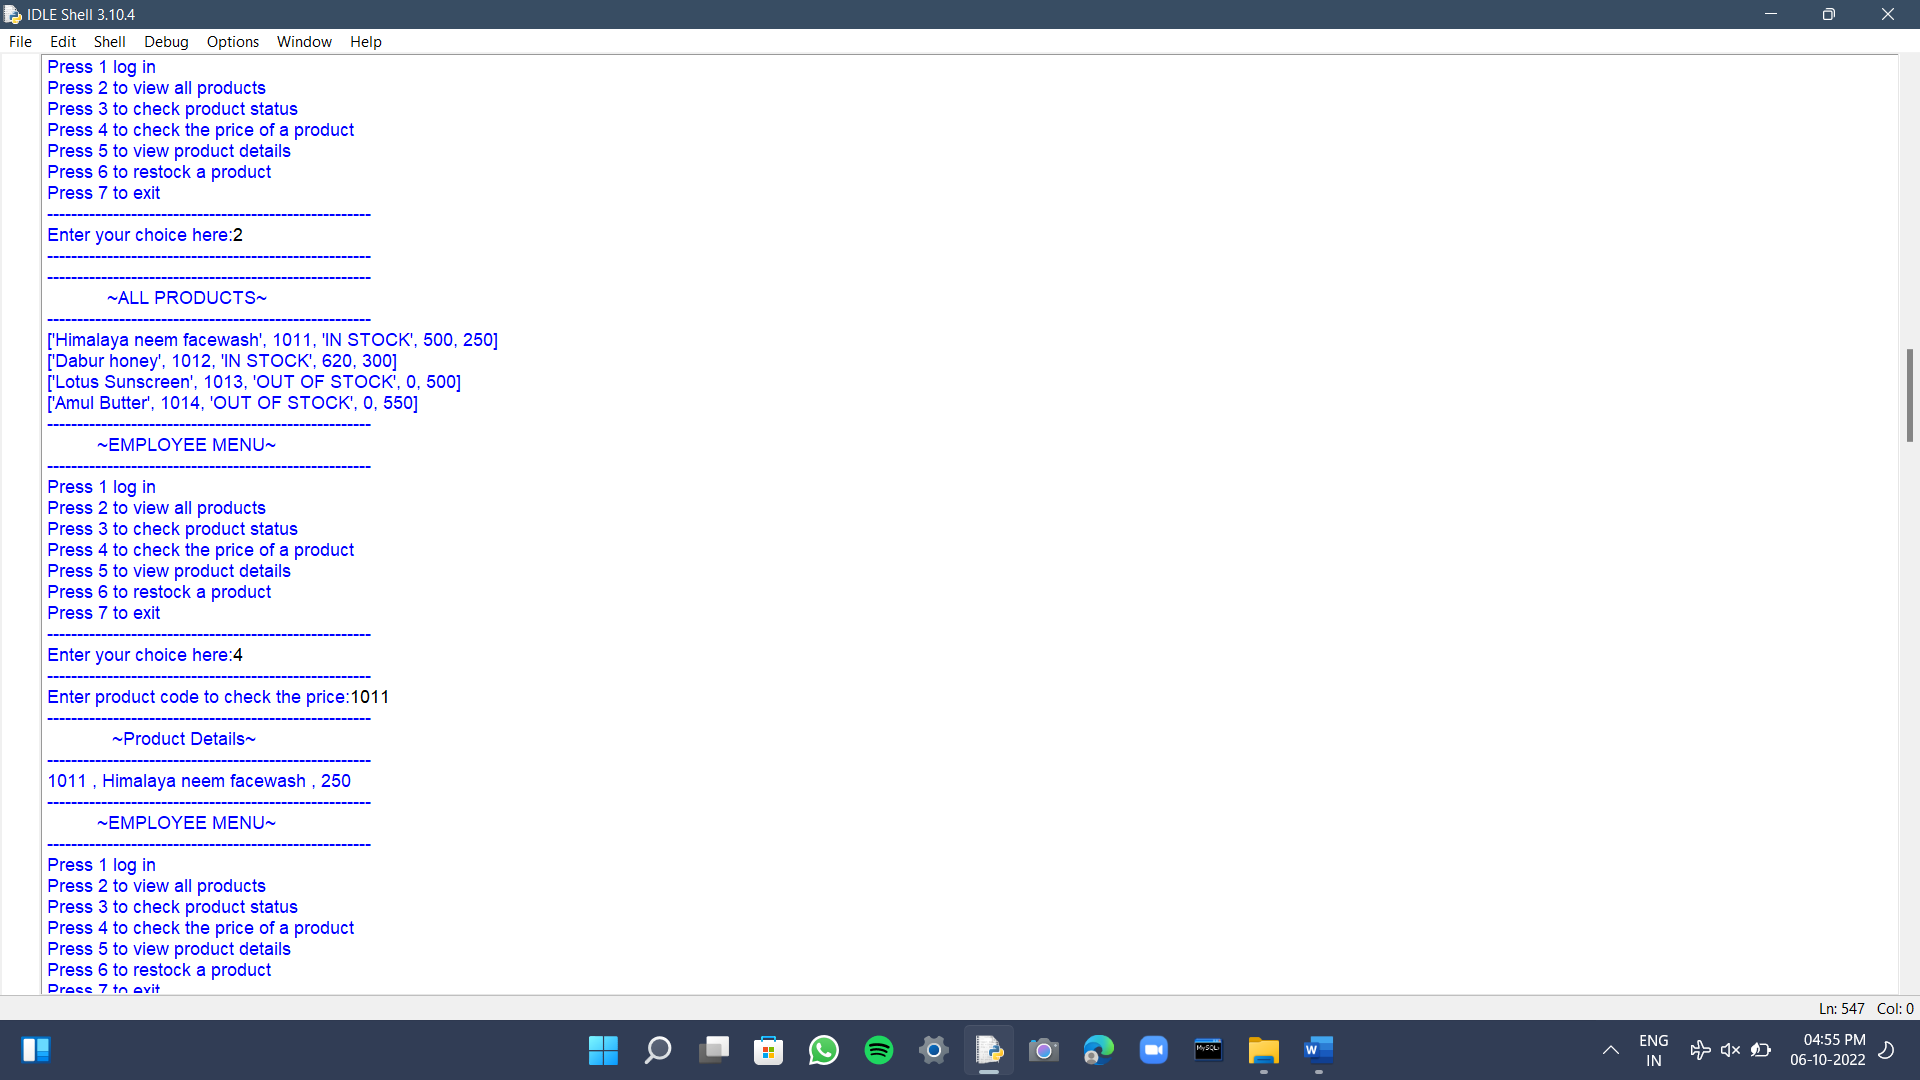 IDLE Shell 3.10.4
File Edit Shell Debug Options Window Help
Press 1 log in
Press 2 to view all products
Press 3 to check product status
Press 4 to check the price of a product
Press 5 to view product details
Press 6 to restock a product
Press 7 to exit
------------------------------------------------------
Enter your choice here:2
------------------------------------------------------
------------------------------------------------------
~ALL PRODUCTS~
------------------------------------------------------
['Himalaya neem facewash', 1011, 'IN STOCK', 500, 250]
['Dabur honey', 1012, 'IN STOCK', 620, 300]
['Lotus Sunscreen', 1013, 'OUT OF STOCK', 0, 500]
['Amul Butter', 1014, 'OUT OF STOCK', 0, 550]
------------------------------------------------------
~EMPLOYEE MENU~
------------------------------------------------------
Press 1 log in
Press 2 to view all products
Press 3 to check product status
Press 4 to check the price of a product
Press 5 to view product details
Press 6 to restock a product
Press 7 to exit
------------------------------------------------------
Enter your choice here:4
------------------------------------------------------
Enter product code to check the price:1011
------------------------------------------------------
~Product Details~
------------------------------------------------------
1011 , Himalaya neem facewash , 250
------------------------------------------------------
~EMPLOYEE MENU~
------------------------------------------------------
Press 1 log in
Press 2 to view all products
Press 3 to check product status
Press 4 to check the price of a product
Press 5 to view product details
Press 6 to restock a product
Press 7 to exit
Ln: 547 Col: 0
MySQL
W
ENG
IN
04:55 PM
06-10-2022